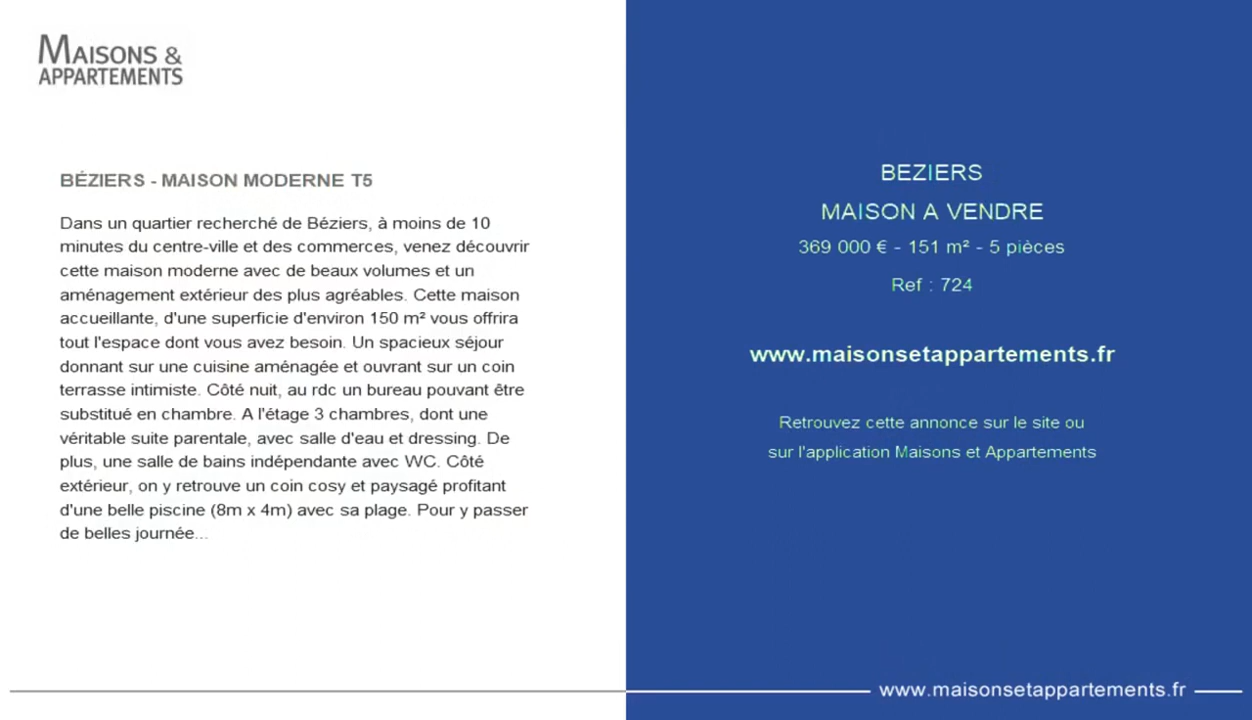 MAISONS &
APPARTEMENTS
BÉZIERS - MAISON MODERNE T5
Dans un quartier recherché de Béziers, à moins de 10
minutes du centre-ville et des commerces, venez découvrir
cette maison moderne avec de beaux volumes et un
aménagement extérieur des plus agréables. Cette maison
accueillante, d'une superficie d'environ 150 m² vous offrira
tout l'espace dont vous avez besoin. Un spacieux séjour
donnant sur une cuisine aménagée et ouvrant sur un coin
terrasse intimiste. Côté nuit, au rdc un bureau pouvant être
substitué en chambre. A l'étage 3 chambres, dont une
véritable suite parentale, avec salle d'eau et dressing. De
plus, une salle de bains indépendante avec WC. Côté
extérieur, on y retrouve un coin cosy et paysagé profitant
d'une belle piscine (8m x 4m) avec sa plage. Pour y passer
de belles journée...
BEZIERS
MAISON A VENDRE
369 000 € - 151 m² - 5 pièces
Ref : 724
www.maisonsetappartements.fr
Retrouvez cette annonce sur le site ou
sur l'application Maisons et Appartements
www.maisonsetappartements.fr